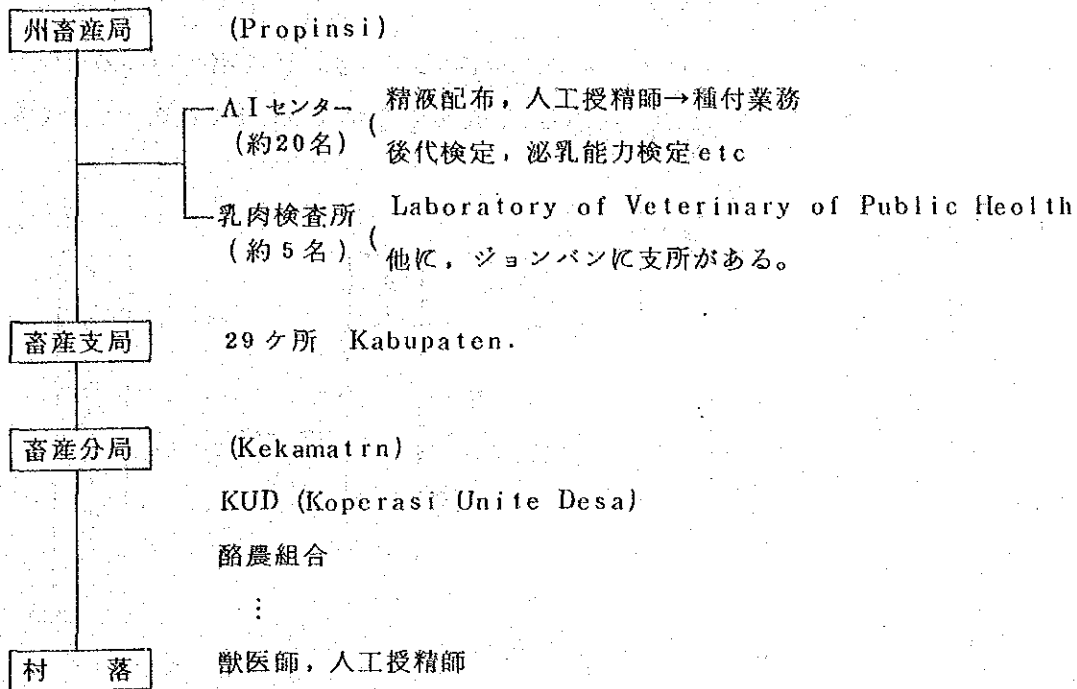 州畜産局 (Propinsi)
AIセンター 精液配布，人工授精師→種付業務
(約20名) ( 後代検定，泌乳能力検定etc
乳肉検査所 Laboratory of Veterinary of Public Heolth
(約5名) ( 他に，ジョンバンに支所がある。
畜産支局 29ケ所 Kabupaten.
畜産分局 (Kekamatrn)
KUD (Koperasi Unite Desa)
酪農組合
⋮
村落 獣医師，人工授精師